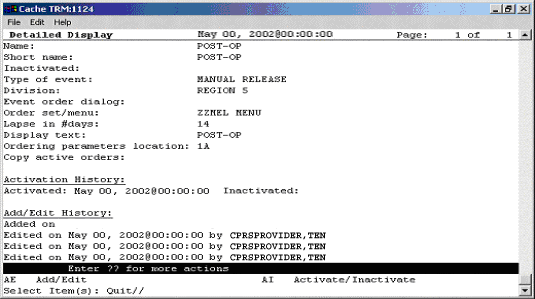 Cache TRM:1124
File Edit Help
Detailed Display May 00, 2002@00:00:00 Page: 1 of 1
Name: POST-OP
Short name: POST-OP
Inactivated:
Type of event: MANUAL RELEASE
Division: REGION 5
Event order dialog:
Order set/menu: ZZMEL MENU
Lapse in #days: 14
Display text: POST-OP
Ordering parameters location: 1A
Copy active orders:
Activation History:
Activated: May 00, 2002@00:00:00 Inactivated:
Add/Edit History:
Added on
Edited on May 00, 2002@00:00:00 by CPRSPROVIDER,TEN
Edited on May 00, 2002@00:00:00 by CPRSPROVIDER,TEN
Edited on May 00, 2002@00:00:00 by CPRSPROVIDER,TEN
Enter ?? for more actions
AE Add/Edit AI Activate/Inactivate
Select Item(s): Quit//